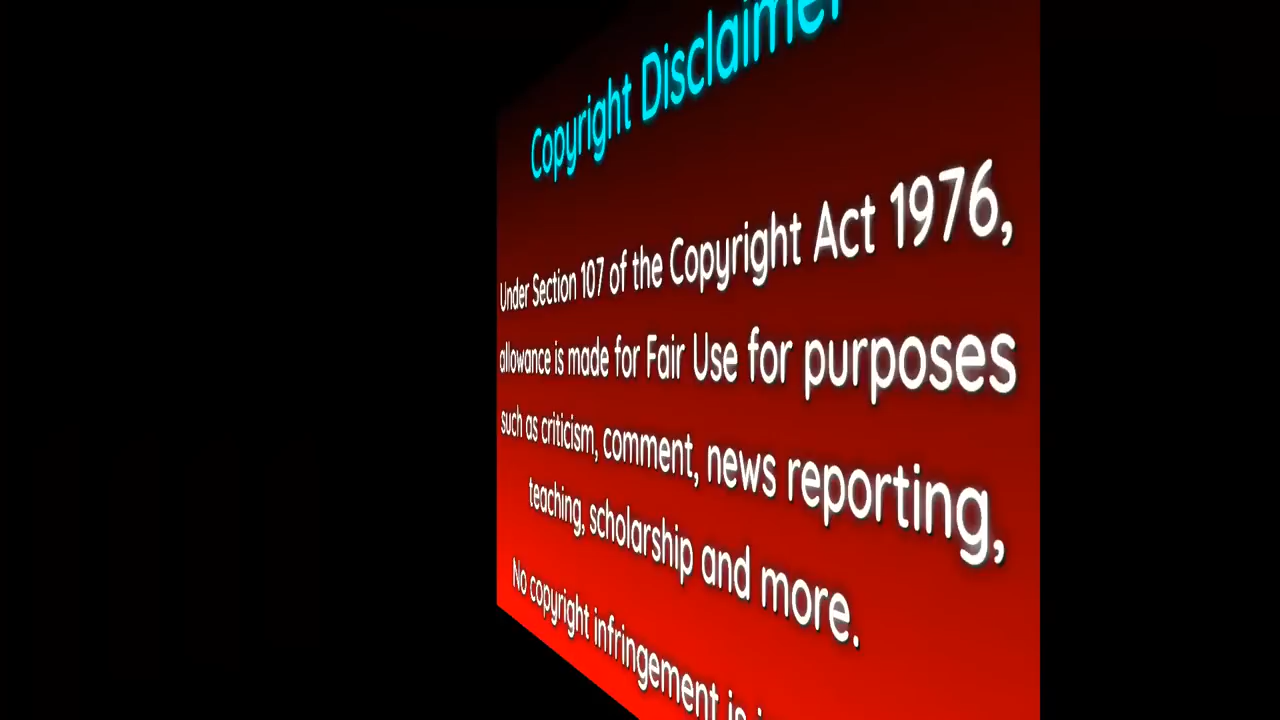 Copyright Disclaimer
Under Section 107 of the Copyright Act 1976,
allowance is made for Fair Use for purposes
such as criticism, comment, news reporting,
teaching, scholarship and more.
No copyright infringement is